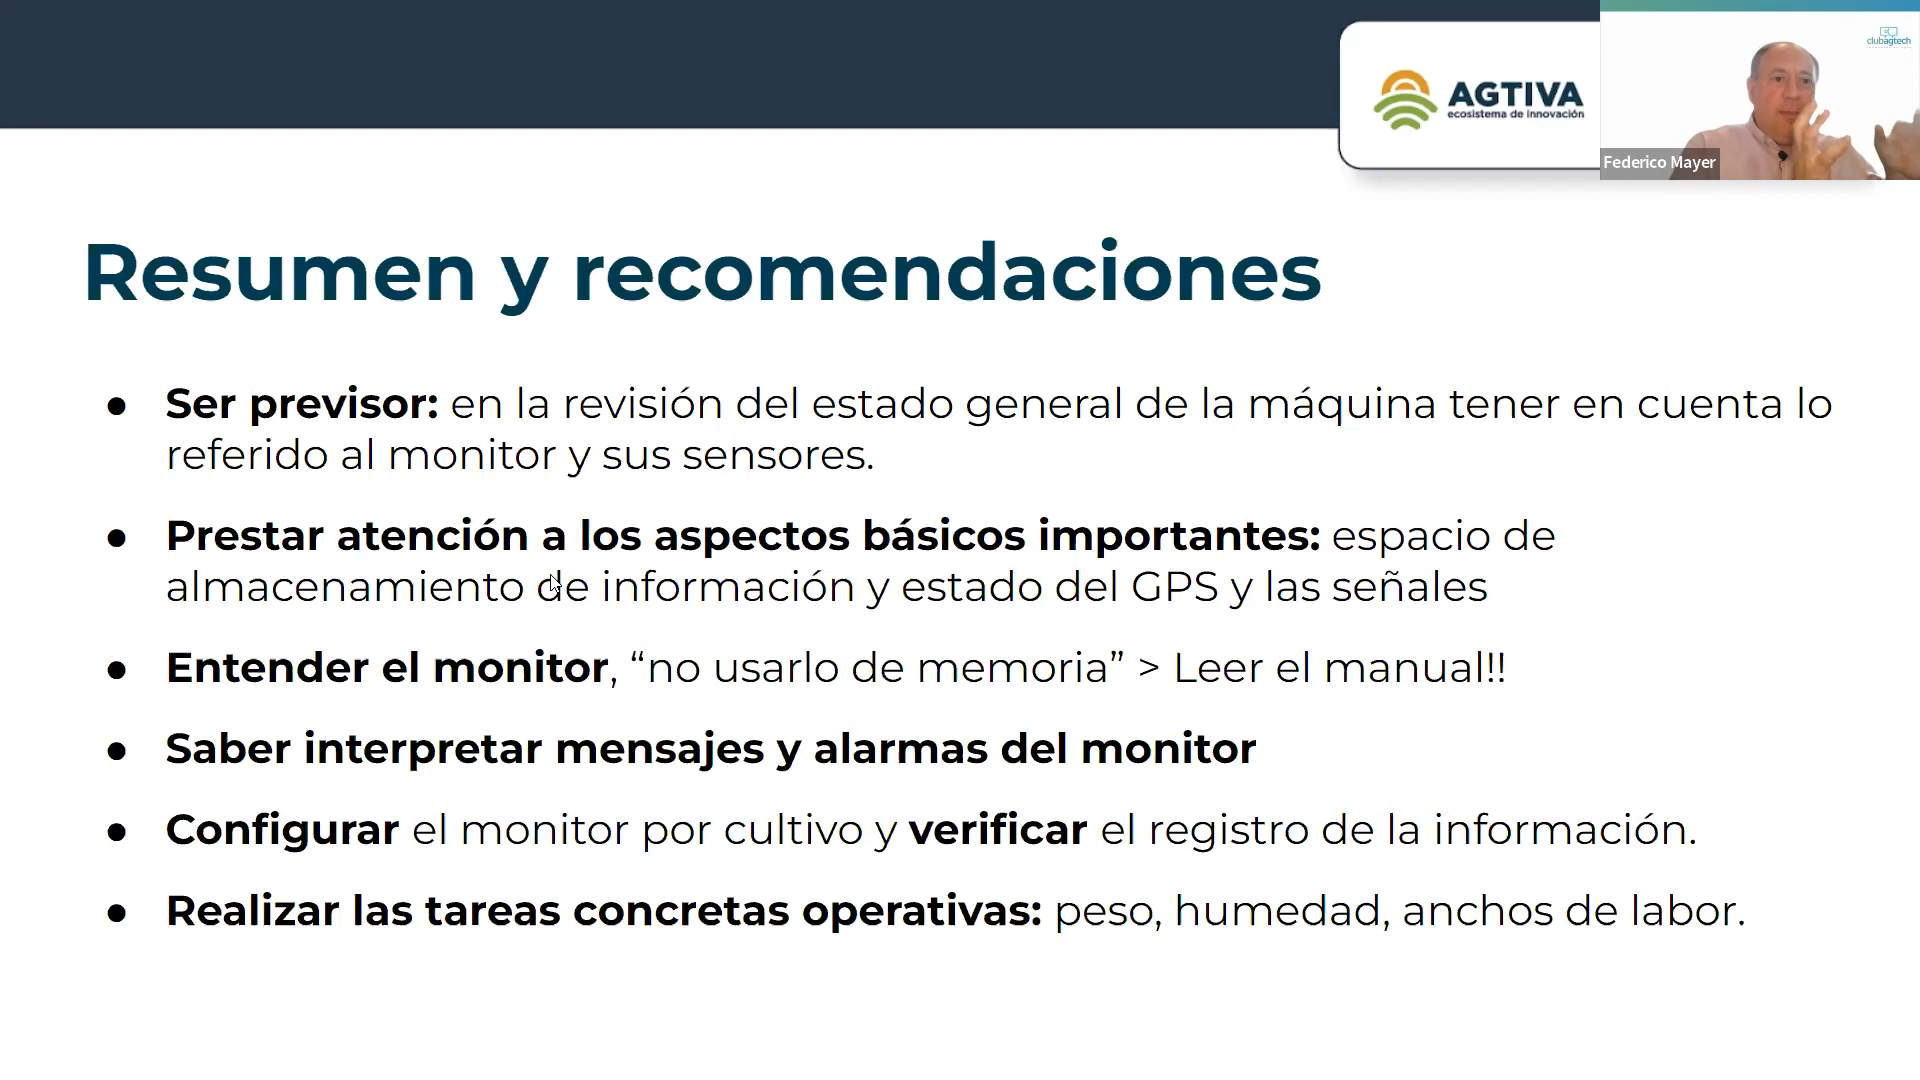 AGTIVA
ecosistema de innovación
clubagtech
Federico Mayer
Resumen y recomendaciones
● Ser previsor: en la revisión del estado general de la máquina tener en cuenta lo
referido al monitor y sus sensores.
● Prestar atención a los aspectos básicos importantes: espacio de
almacenamiento de información y estado del GPS y las señales
● Entender el monitor, “no usarlo de memoria” > Leer el manual!!
● Saber interpretar mensajes y alarmas del monitor
● Configurar el monitor por cultivo y verificar el registro de la información.
● Realizar las tareas concretas operativas: peso, humedad, anchos de labor.